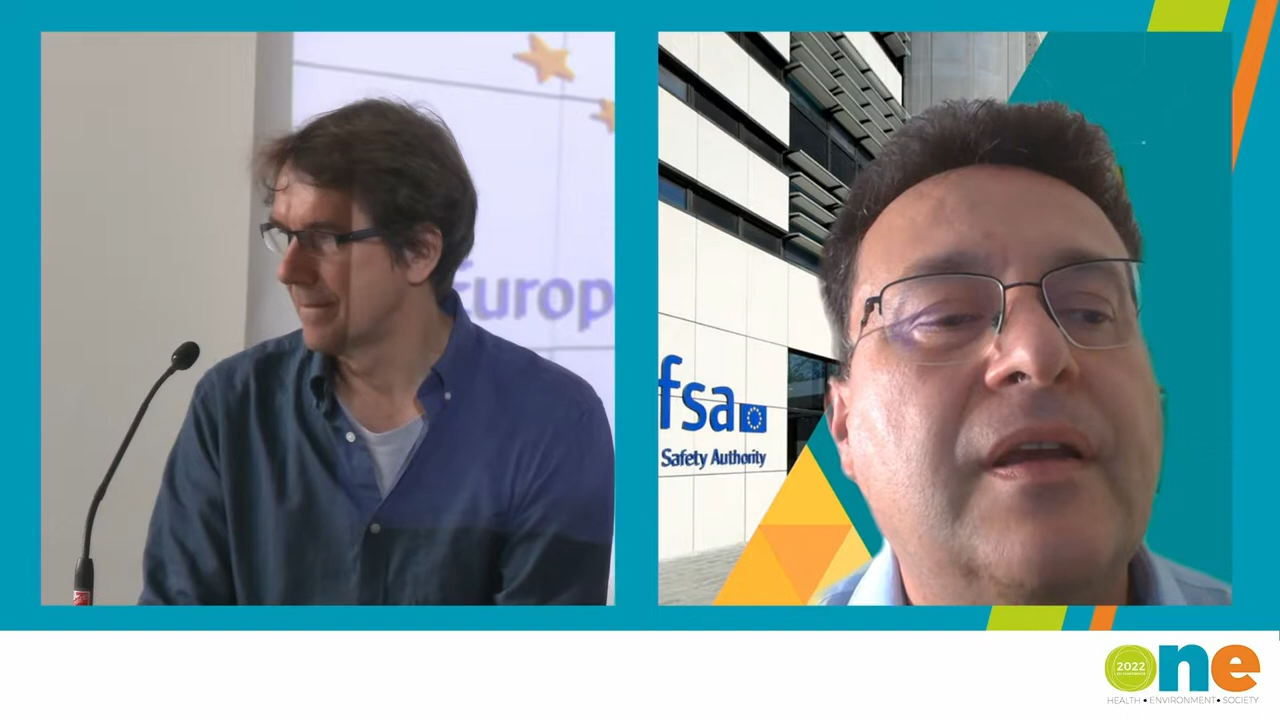 Europ
fsa
Safety Authority
2022
one
HEALTH • ENVIRONMENT • SOCIETY